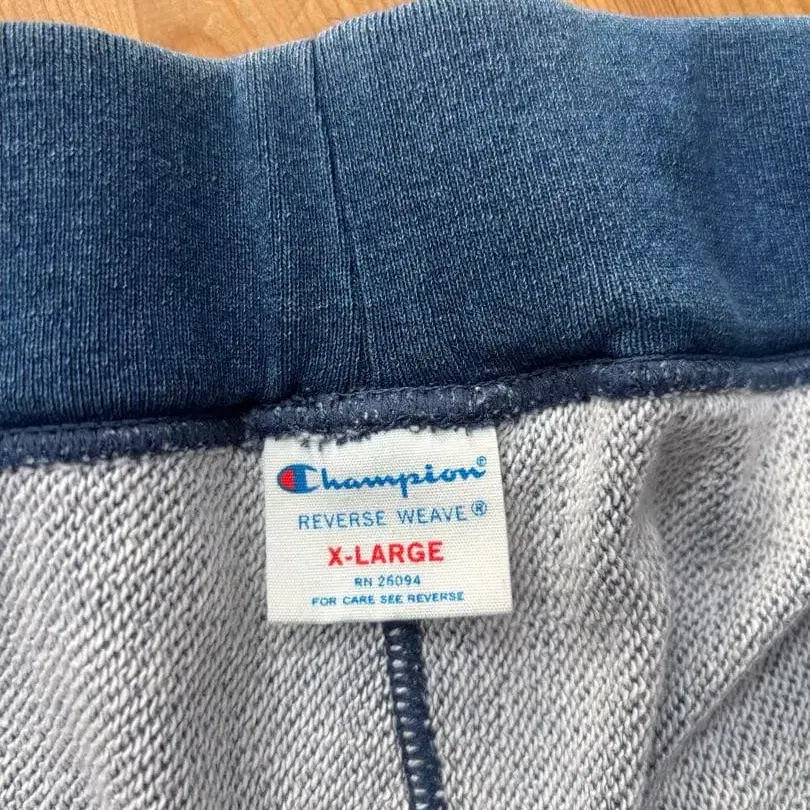 Champion®
REVERSE WEAVE®
X-LARGE
RN 26094
FOR CARE SEE REVERSE